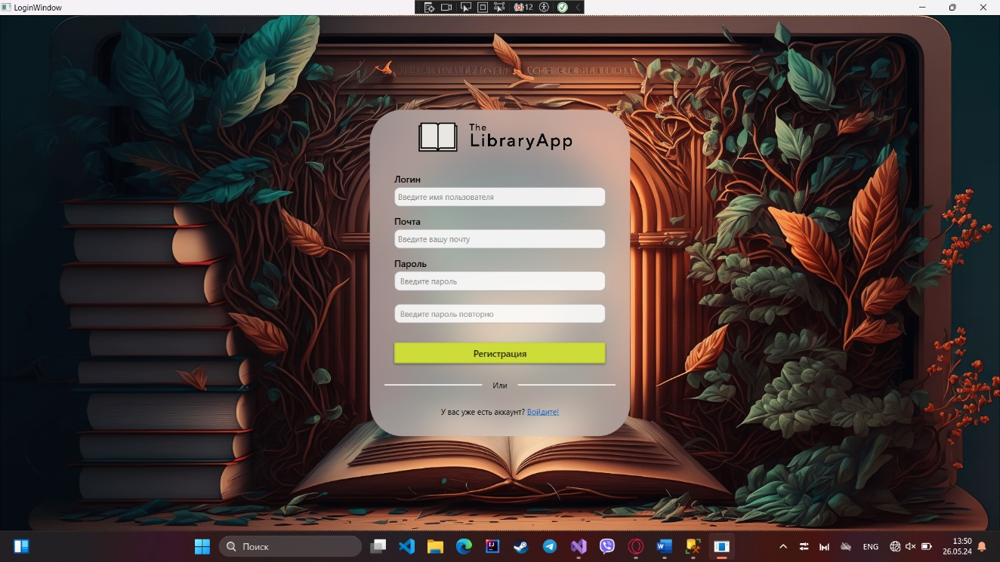 LoginWindow
12
The
LibraryApp
Логин
Введите имя пользователя
Почта
Введите вашу почту
Пароль
Введите пароль
Введите пароль повторно
Регистрация
Или
У вас уже есть аккаунт? Войдите!
Поиск
ENG
13:50
26.05.24